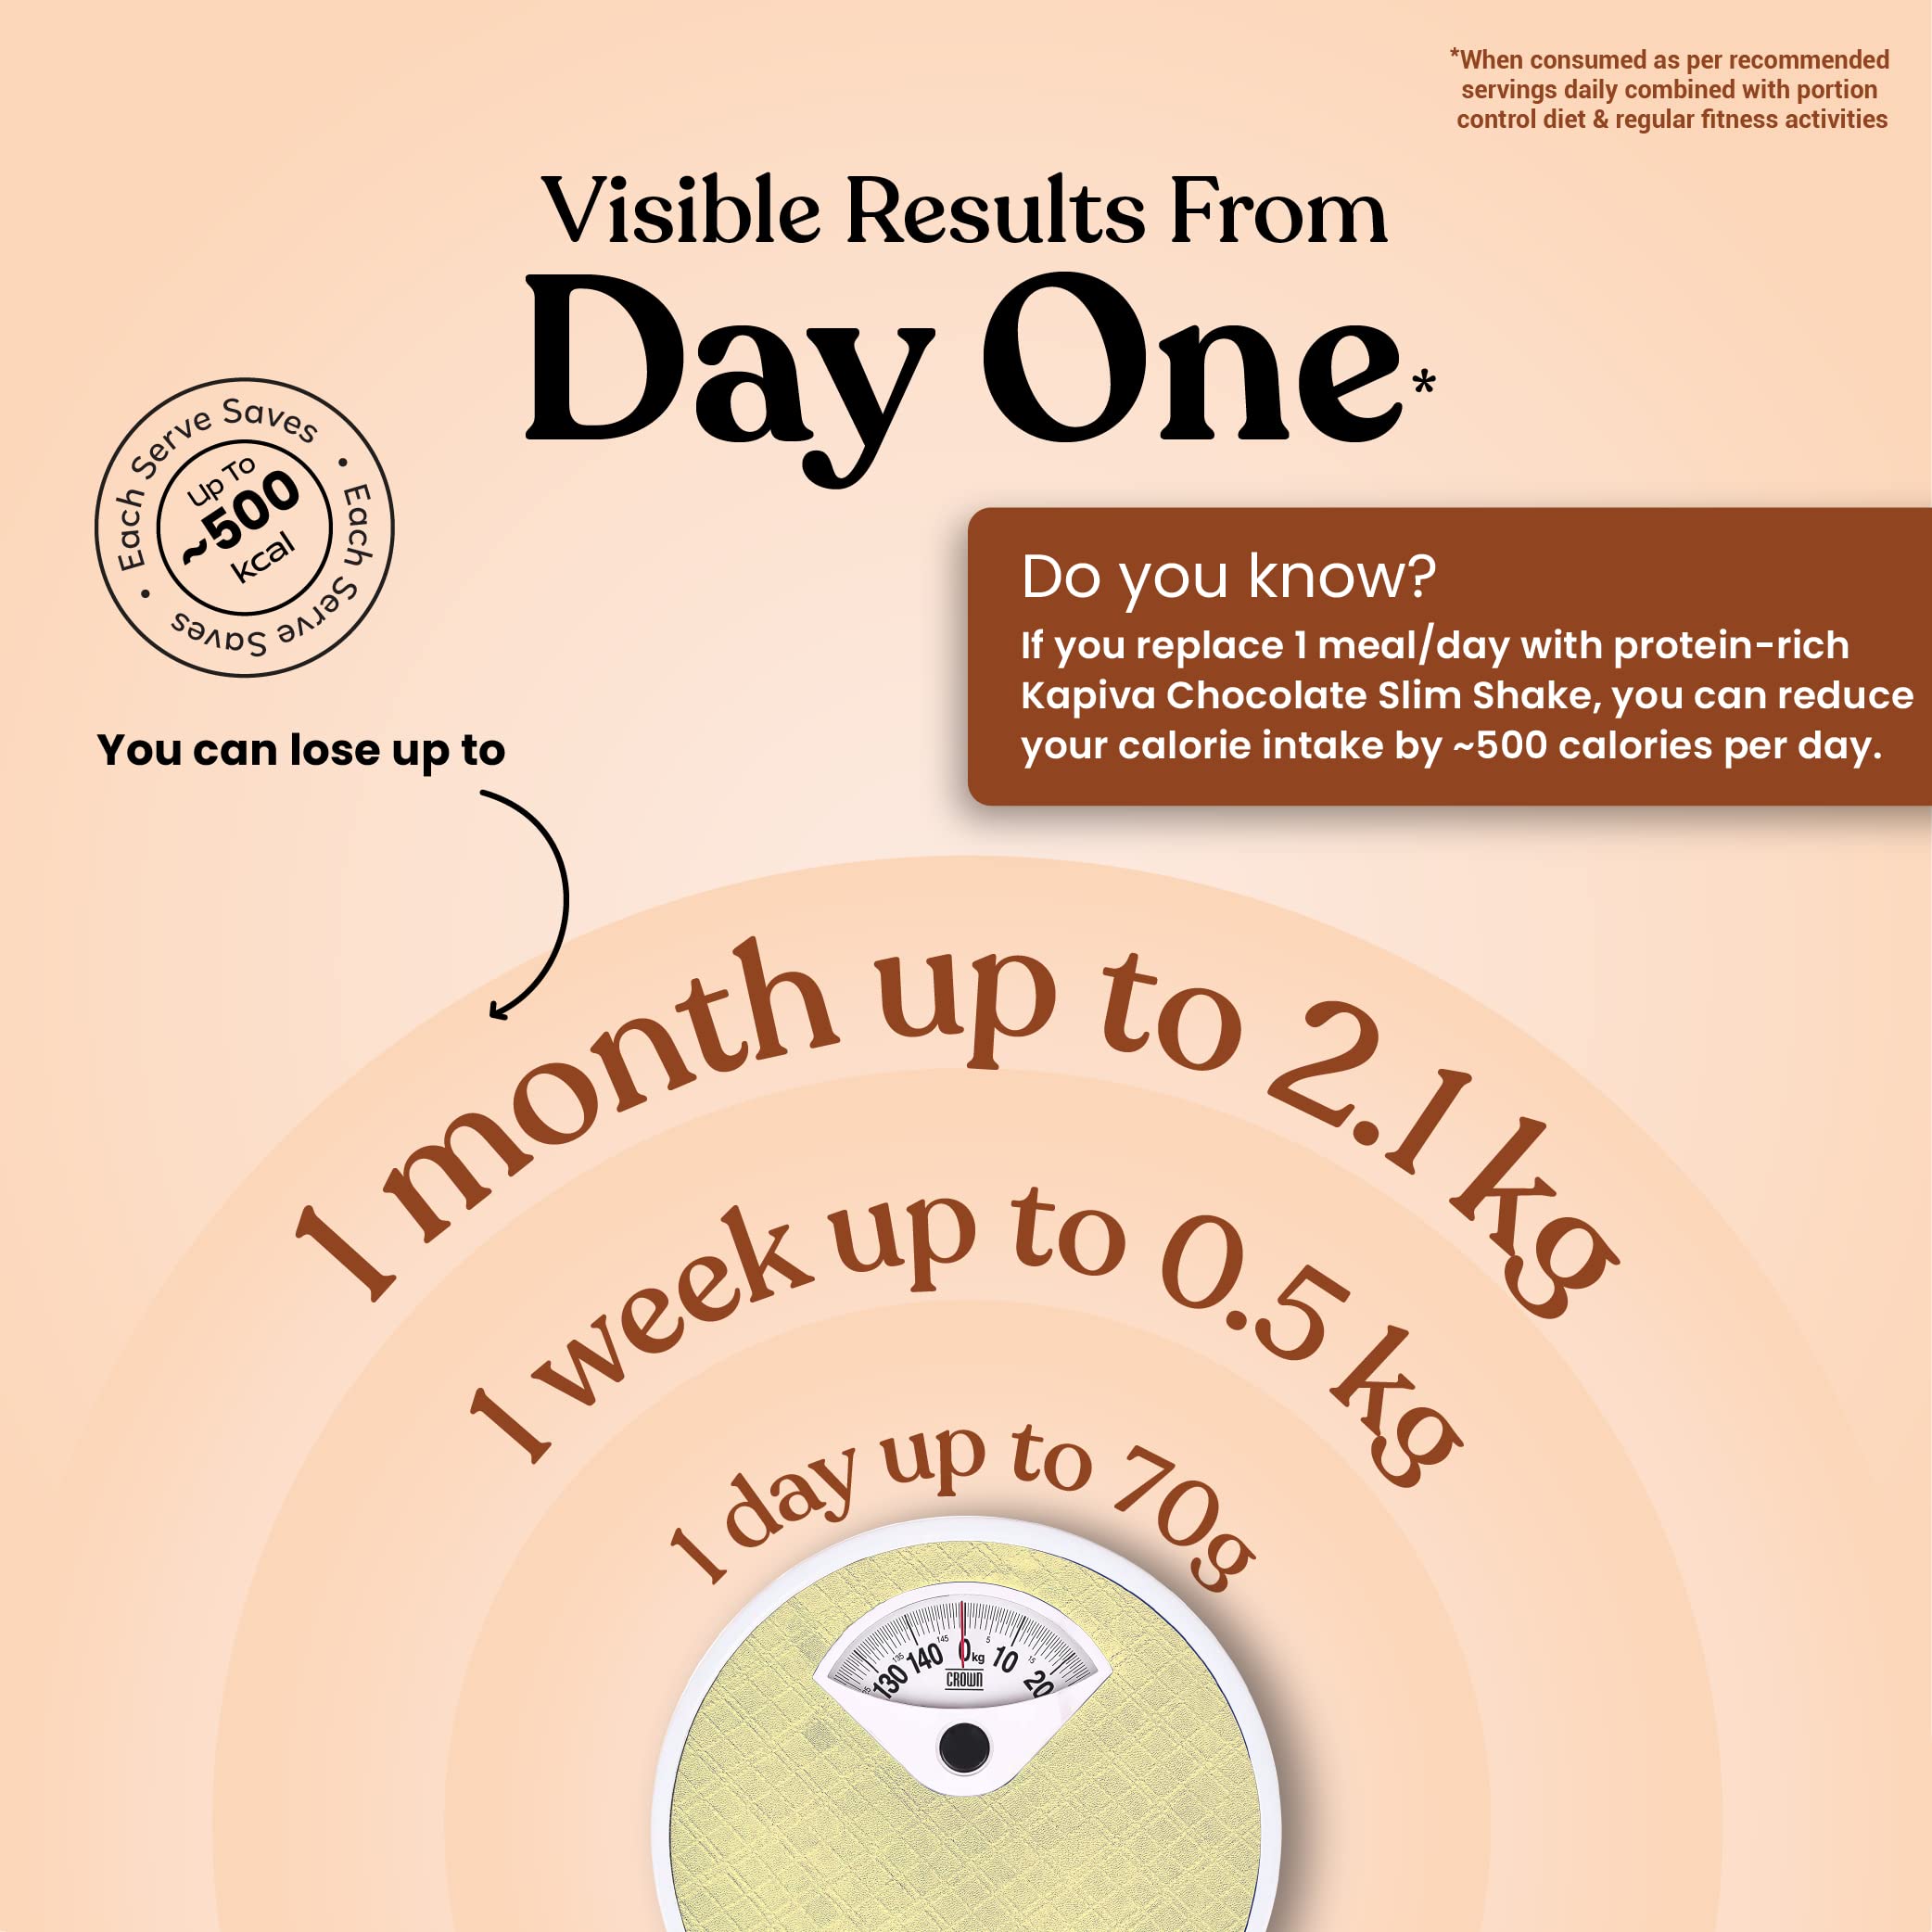 *When consumed as per recommended
servings daily combined with portion
control diet & regular fitness activities
Visible Results From
Day One*
Each Serve Saves • Each Serve Saves •
Up To
~500
kcal
Do you know?
If you replace 1 meal/day with protein-rich
Kapiva Chocolate Slim Shake, you can reduce
your calorie intake by ~500 calories per day.
You can lose up to
1 month up to 2.1 kg
1 week up to 0.5 kg
1 day up to 70g
130 135 140 145 0kg 5 10 15 20
CROWN